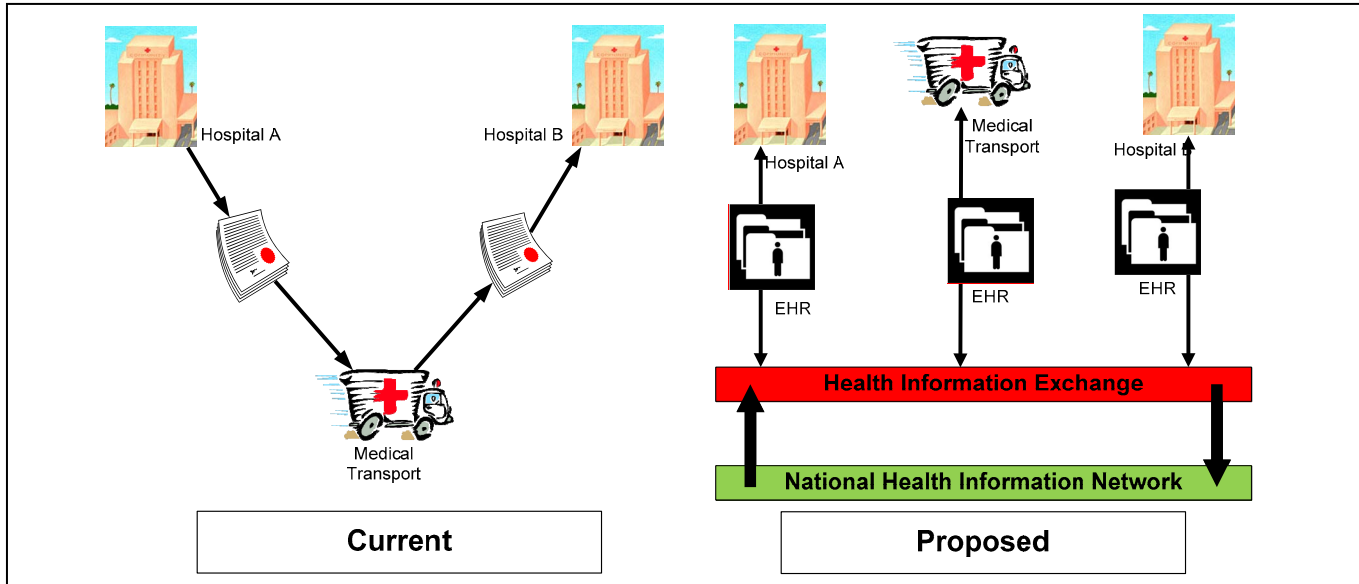 Hospital A
Hospital B
Medical
Transport
Current
Medical
Transport
Hospital A
Hospital
EHR
EHR
EHR
Health Information Exchange
National Health Information Network
Proposed